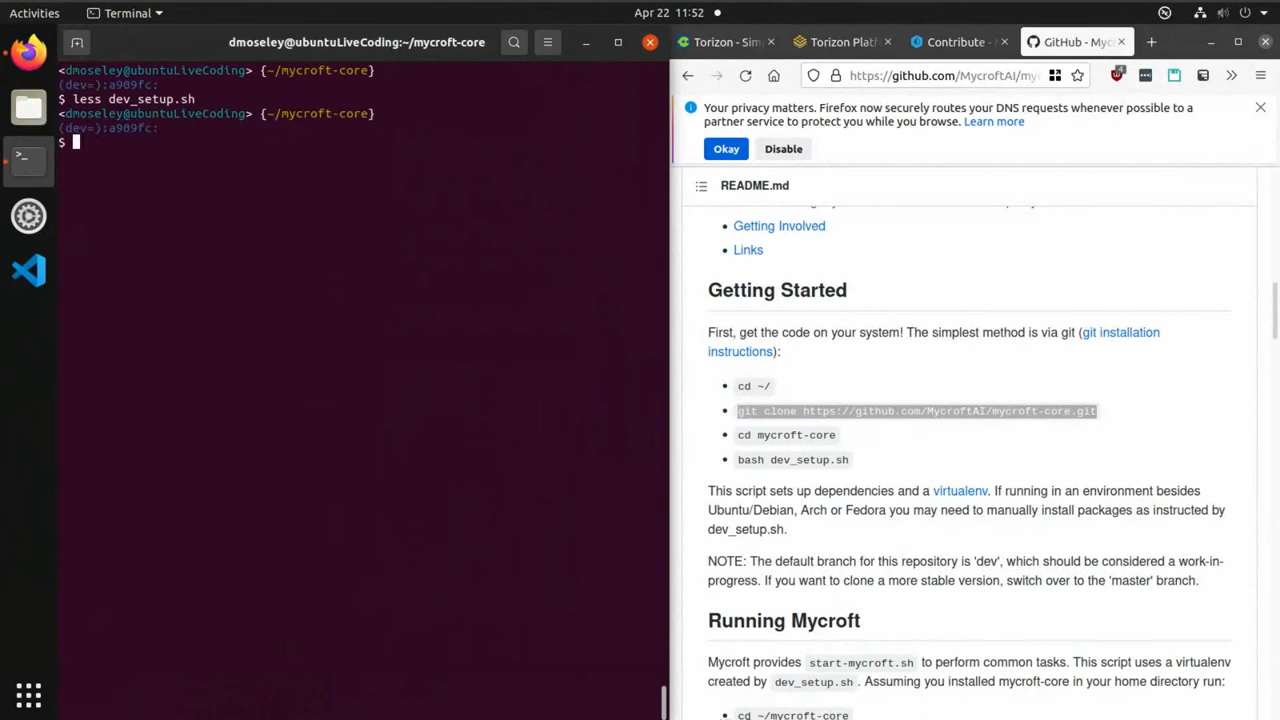 Activities
Terminal
Apr 22 11:52
dmoseley@ubuntuLiveCoding:~/mycroft-core
<dmoseley@ubuntuLiveCoding> {~/mycroft-core}
(dev=):a909fc:
$ less dev_setup.sh
<dmoseley@ubuntuLiveCoding> {~/mycroft-core}
(dev=):a909fc:
$
Torizon - Sim
Torizon Platf
Contribute -
GitHub - Myc
https://github.com/MycroftAI/my
4
Your privacy matters. Firefox now securely routes your DNS requests whenever possible to a
partner service to protect you while you browse. Learn more
Okay
Disable
README.md
Getting Involved
Links
Getting Started
First, get the code on your system! The simplest method is via git (git installation
instructions):
cd ~/
git clone https://github.com/MycroftAI/mycroft-core.git
cd mycroft-core
bash dev_setup.sh
This script sets up dependencies and a virtualenv. If running in an environment besides
Ubuntu/Debian, Arch or Fedora you may need to manually install packages as instructed by
dev_setup.sh.
NOTE: The default branch for this repository is 'dev', which should be considered a work-in-
progress. If you want to clone a more stable version, switch over to the 'master' branch.
Running Mycroft
Mycroft provides start-mycroft.sh to perform common tasks. This script uses a virtualenv
created by dev_setup.sh. Assuming you installed mycroft-core in your home directory run:
cd ~/mycroft-core